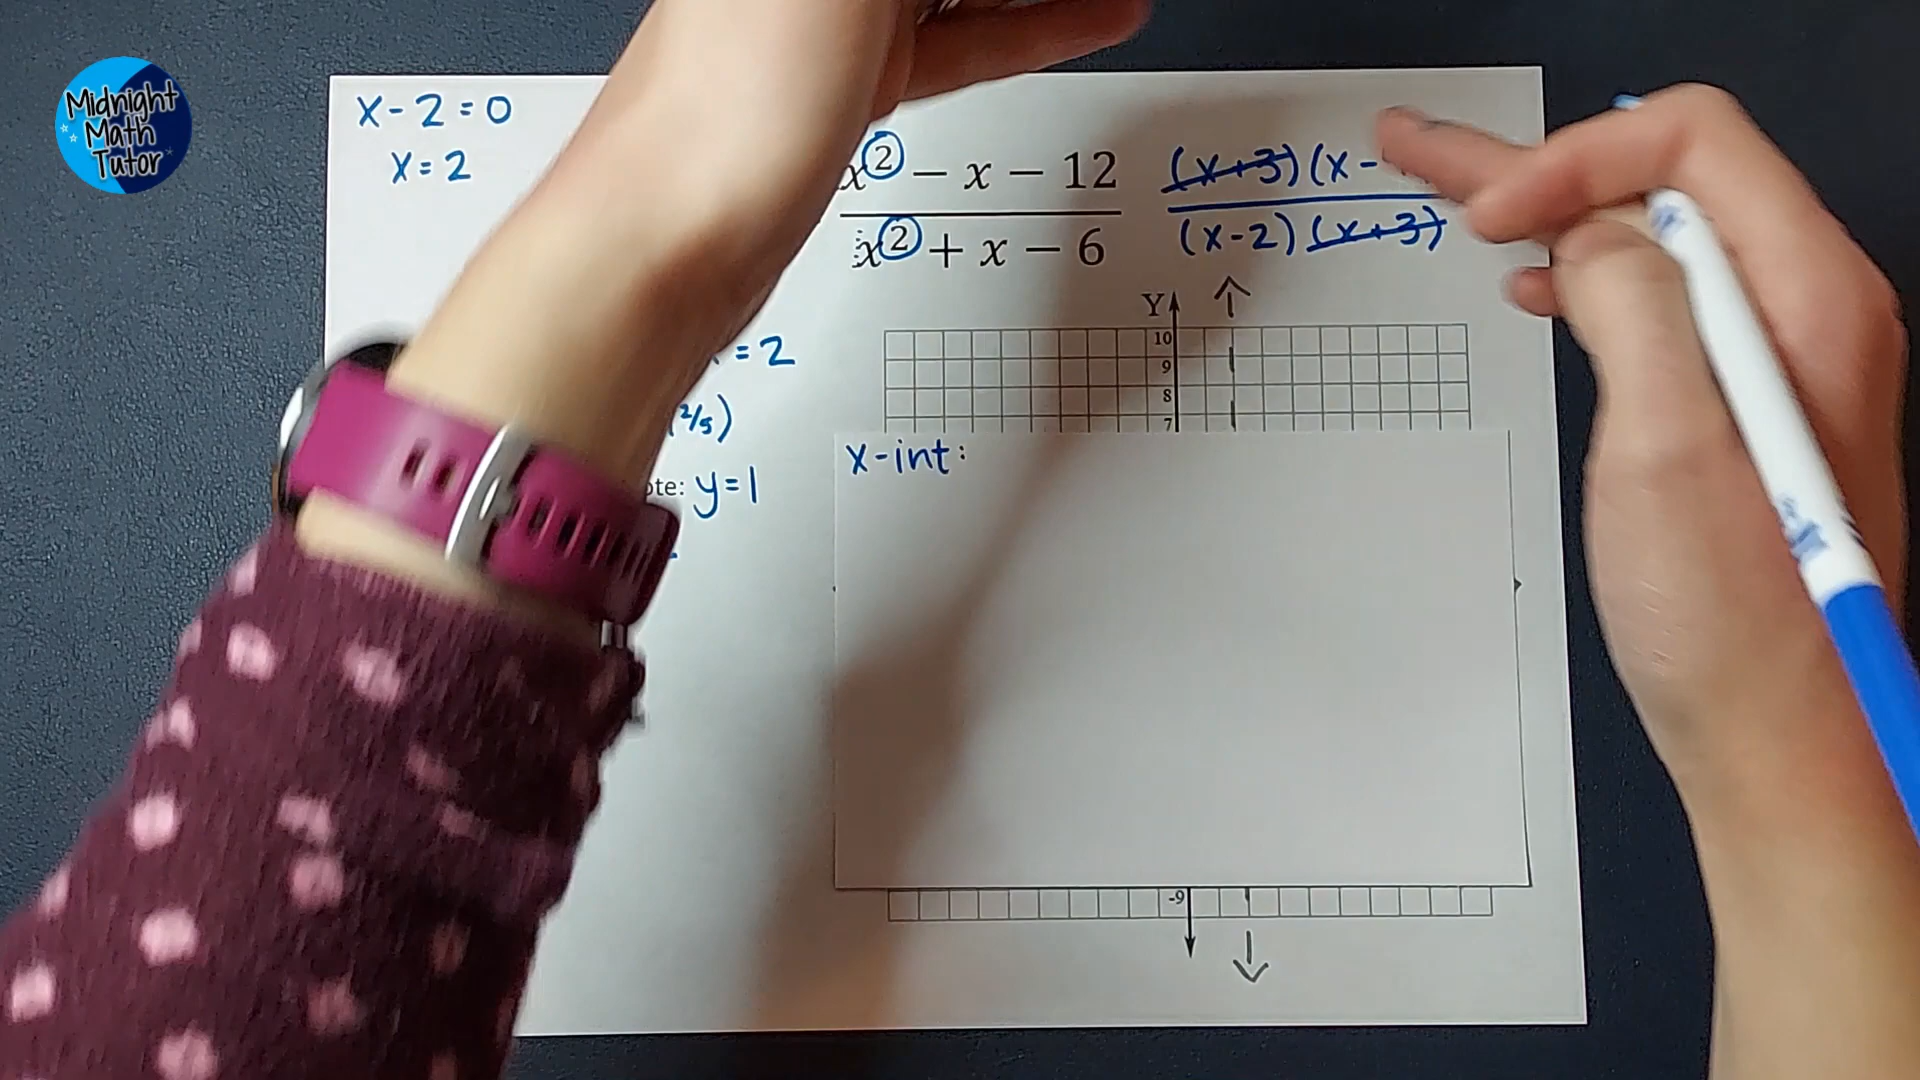 Midnight
Math
Tutor
x-2=0
x=2
x² − x − 12
x² + x − 6
(x+3)(x-
(x-2)(x+3)
=2
(2/5)
y=1
Y
10
9
8
7
x-int:
-9